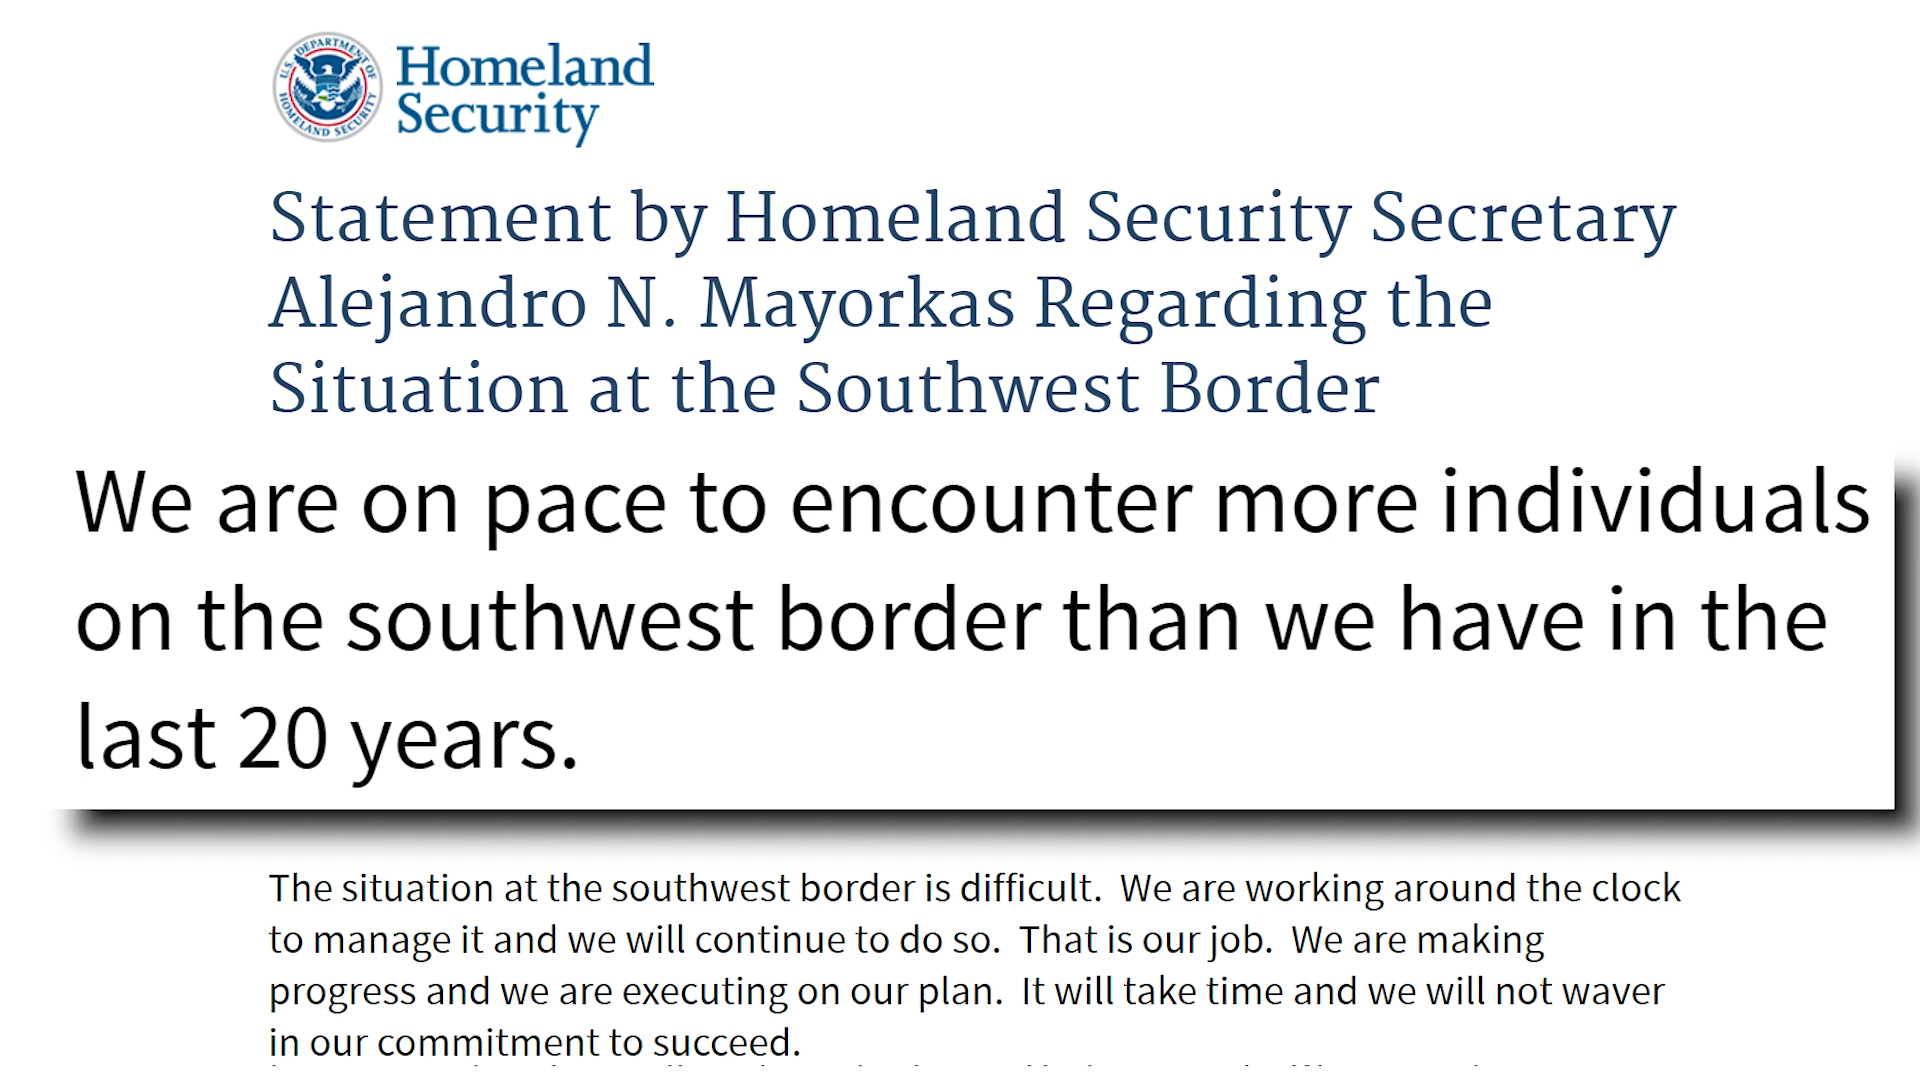 U.S. DEPARTMENT OF
HOMELAND SECURITY
Homeland
Security
Statement by Homeland Security Secretary
Alejandro N. Mayorkas Regarding the
Situation at the Southwest Border
We are on pace to encounter more individuals
on the southwest border than we have in the
last 20 years.
The situation at the southwest border is difficult.  We are working around the clock
to manage it and we will continue to do so.  That is our job.  We are making
progress and we are executing on our plan.  It will take time and we will not waver
in our commitment to succeed.